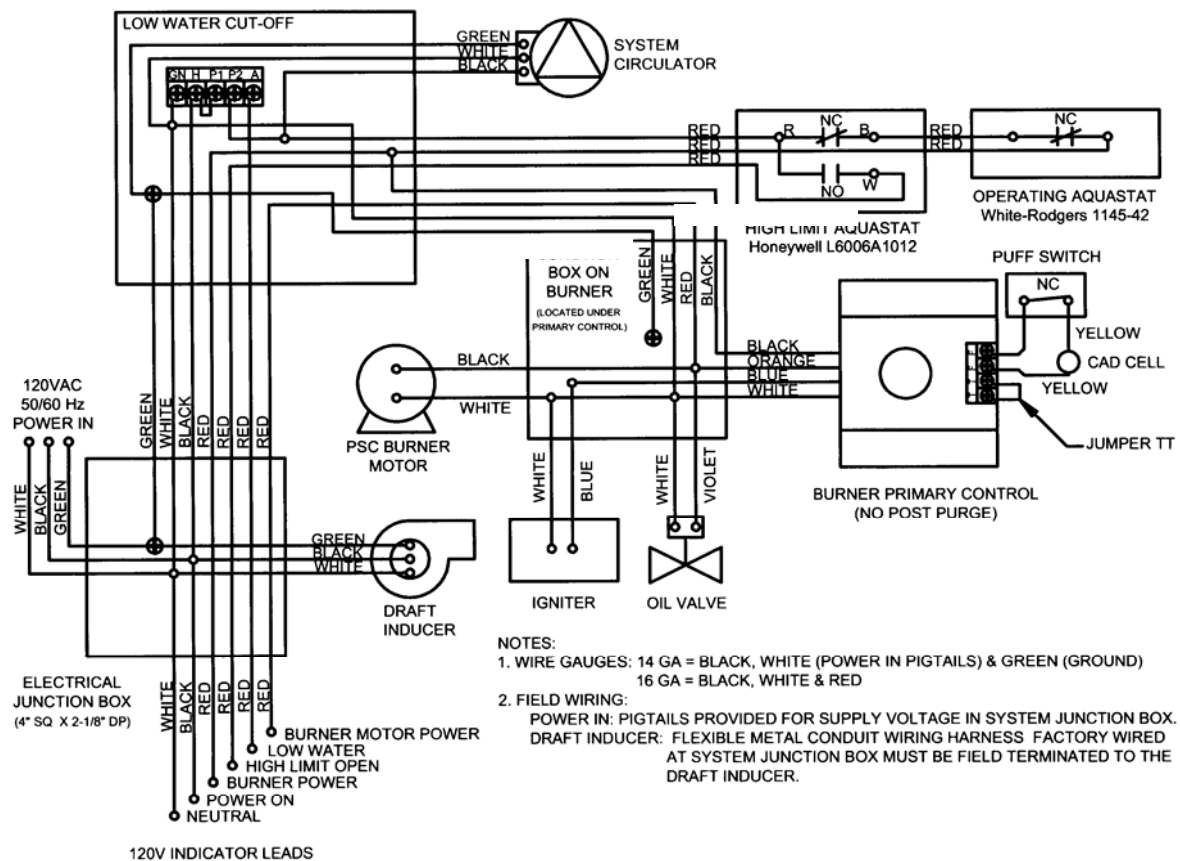 LOW WATER CUT-OFF
GREEN
WHITE
BLACK
SYSTEM
CIRCULATOR
GN H P1 P2 A
RED
RED
RED
R
NC
B
NO
W
RED
RED
NC
OPERATING AQUASTAT
White-Rodgers 1145-42
HIGH LIMIT AQUASTAT
Honeywell L6006A1012
PUFF SWITCH
NC
YELLOW
CAD CELL
YELLOW
JUMPER TT
BOX ON
BURNER
(LOCATED UNDER
PRIMARY CONTROL)
GREEN
WHITE
RED
BLACK
BLACK
ORANGE
BLUE
WHITE
BLACK
WHITE
PSC BURNER
MOTOR
120VAC
50/60 Hz
POWER IN
GREEN
WHITE
BLACK
RED
RED
RED
RED
WHITE
BLACK
GREEN
WHITE
BLUE
WHITE
VIOLET
BURNER PRIMARY CONTROL
(NO POST PURGE)
GREEN
BLACK
WHITE
DRAFT
INDUCER
IGNITER
OIL VALVE
ELECTRICAL
JUNCTION BOX
(4" SQ X 2-1/8" DP)
WHITE
BLACK
RED
RED
RED
RED
BURNER MOTOR POWER
LOW WATER
HIGH LIMIT OPEN
BURNER POWER
POWER ON
NEUTRAL
120V INDICATOR LEADS
NOTES:
1. WIRE GAUGES: 14 GA = BLACK, WHITE (POWER IN PIGTAILS) & GREEN (GROUND)
16 GA = BLACK, WHITE & RED
2. FIELD WIRING:
POWER IN: PIGTAILS PROVIDED FOR SUPPLY VOLTAGE IN SYSTEM JUNCTION BOX.
DRAFT INDUCER: FLEXIBLE METAL CONDUIT WIRING HARNESS FACTORY WIRED
AT SYSTEM JUNCTION BOX MUST BE FIELD TERMINATED TO THE
DRAFT INDUCER.